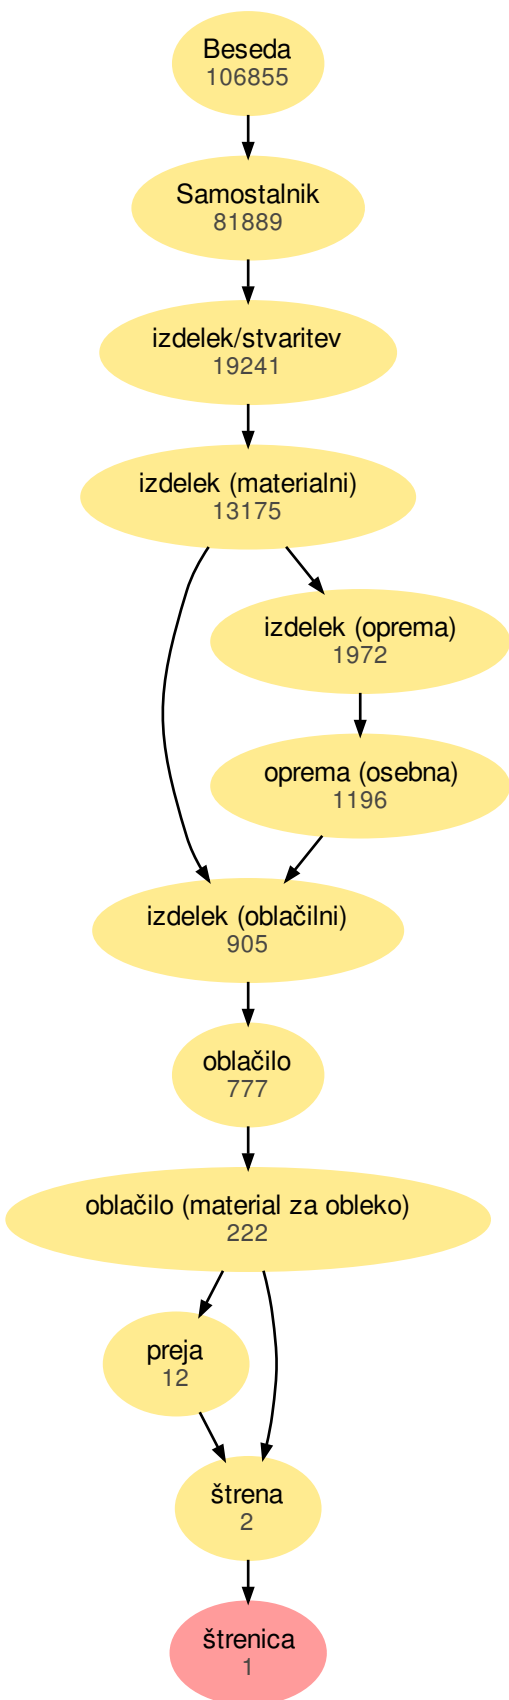 Beseda
106855
Samostalnik
81889
izdelek/stvaritev
19241
izdelek (materialni)
13175
izdelek (oprema)
1972
oprema (osebna)
1196
izdelek (oblačilni)
905
oblačilo
777
oblačilo (material za obleko)
222
preja
12
štrena
2
štrenica
1